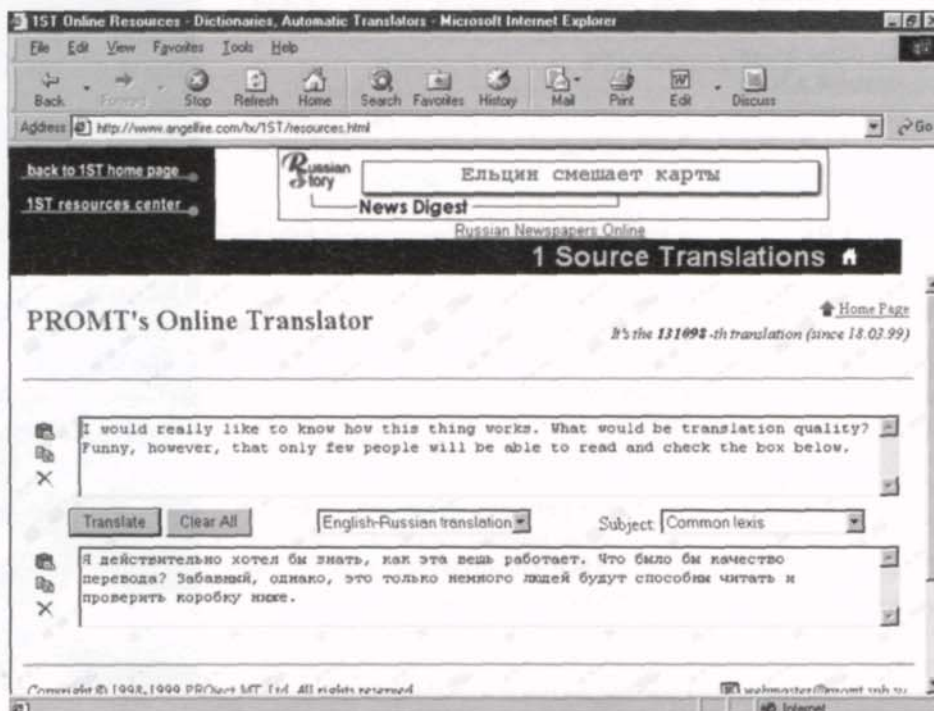 1ST Online Resources - Dictionaries, Automatic Translators - Microsoft Internet Explorer
File Edit View Favorites Tools Help
Back Forward Stop Refresh Home Search Favorites History Mail Print Edit Discuss
Address http://www.angelfire.com/tx/1ST/resources.html Go
back to 1ST home page
1ST resources center
Russian Story
Ельцин смешает карты
News Digest
Russian Newspapers Online
1 Source Translations
PROMT's Online Translator
Home Page
It's the 131098-th translation (since 18.03.99)
I would really like to know how this thing works. What would be translation quality?
Funny, however, that only few people will be able to read and check the box below.
Translate Clear All English-Russian translation Subject Common lexis
Я действительно хотел бы знать, как эта вещь работает. Что было бы качество
перевода? Забавный, однако, это только немного людей будут способны читать и
проверить коробку ниже.
Copyright © 1998-1999 PROject MT Ltd. All rights reserved
webmaster@promt.spb.su
Internet